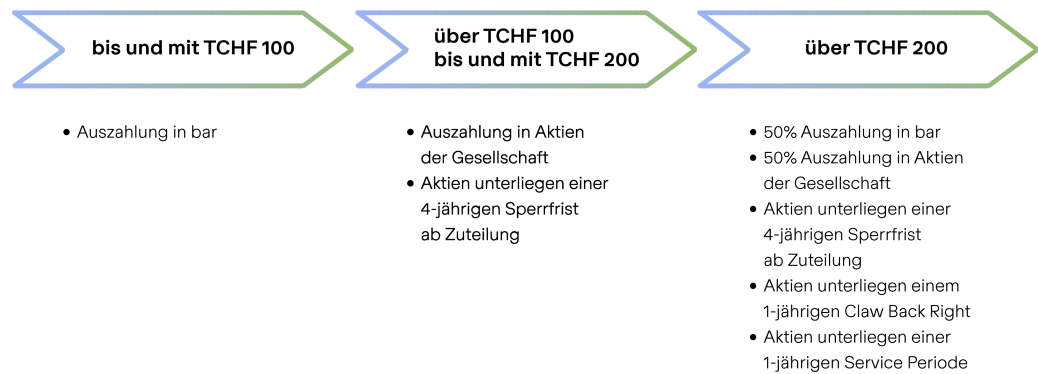 bis und mit TCHF 100
• Auszahlung in bar
über TCHF 100
bis und mit TCHF 200
• Auszahlung in Aktien
der Gesellschaft
• Aktien unterliegen einer
4-jährigen Sperrfrist
ab Zuteilung
über TCHF 200
• 50% Auszahlung in bar
• 50% Auszahlung in Aktien
der Gesellschaft
• Aktien unterliegen einer
4-jährigen Sperrfrist
ab Zuteilung
• Aktien unterliegen einem
1-jährigen Claw Back Right
• Aktien unterliegen einer
1-jährigen Service Periode